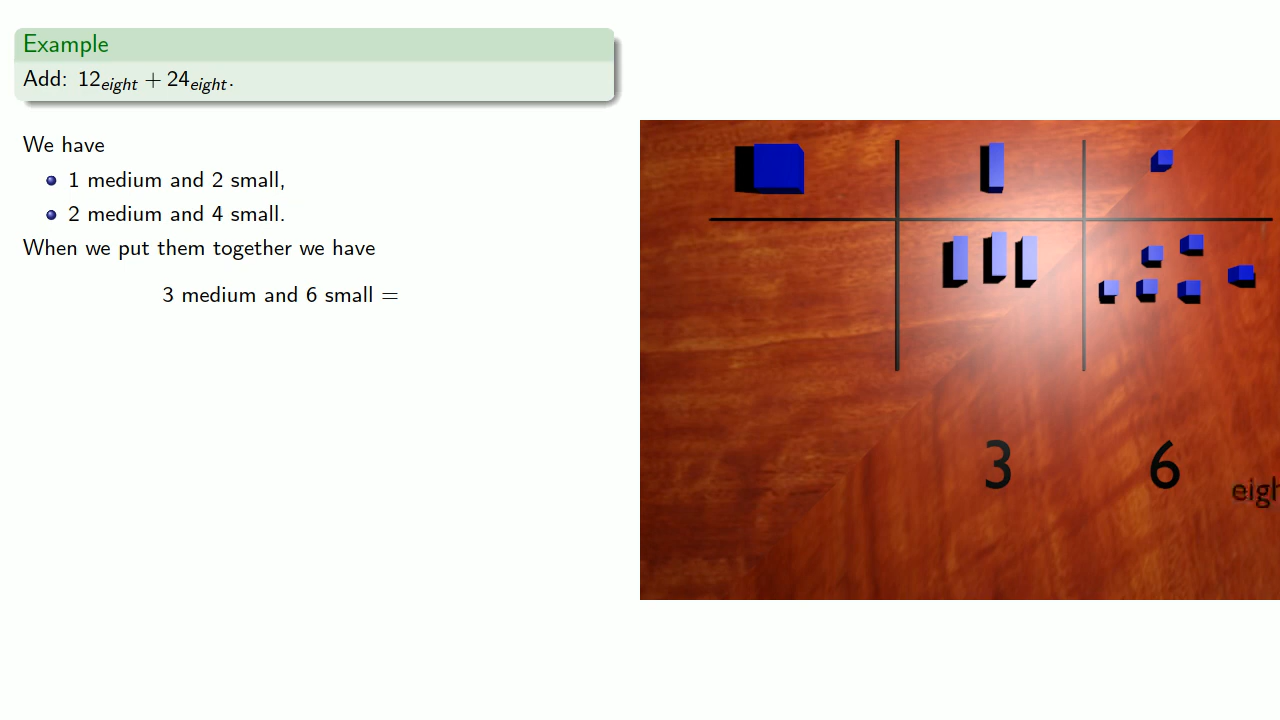 Example
Add: 12eight + 24eight.
We have
1 medium and 2 small,
2 medium and 4 small.
When we put them together we have
3 medium and 6 small =
3 6